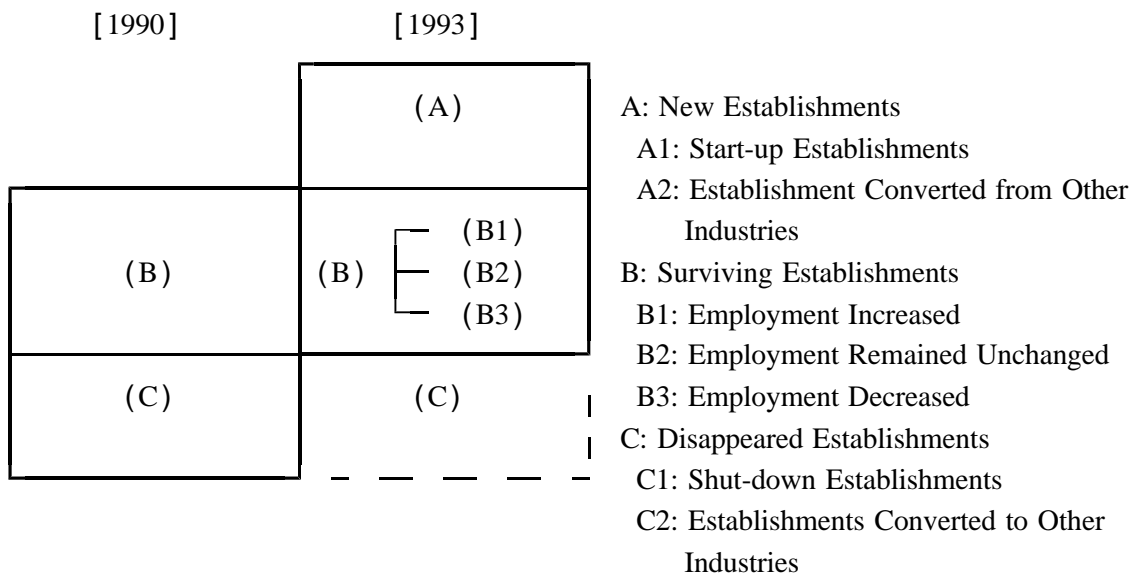 [1990] [1993]
(A)
A: New Establishments
A1: Start-up Establishments
A2: Establishment Converted from Other
Industries
(B) (B) (B1)
(B2)
(B3)
B: Surviving Establishments
B1: Employment Increased
B2: Employment Remained Unchanged
B3: Employment Decreased
(C) (C)
C: Disappeared Establishments
C1: Shut-down Establishments
C2: Establishments Converted to Other
Industries